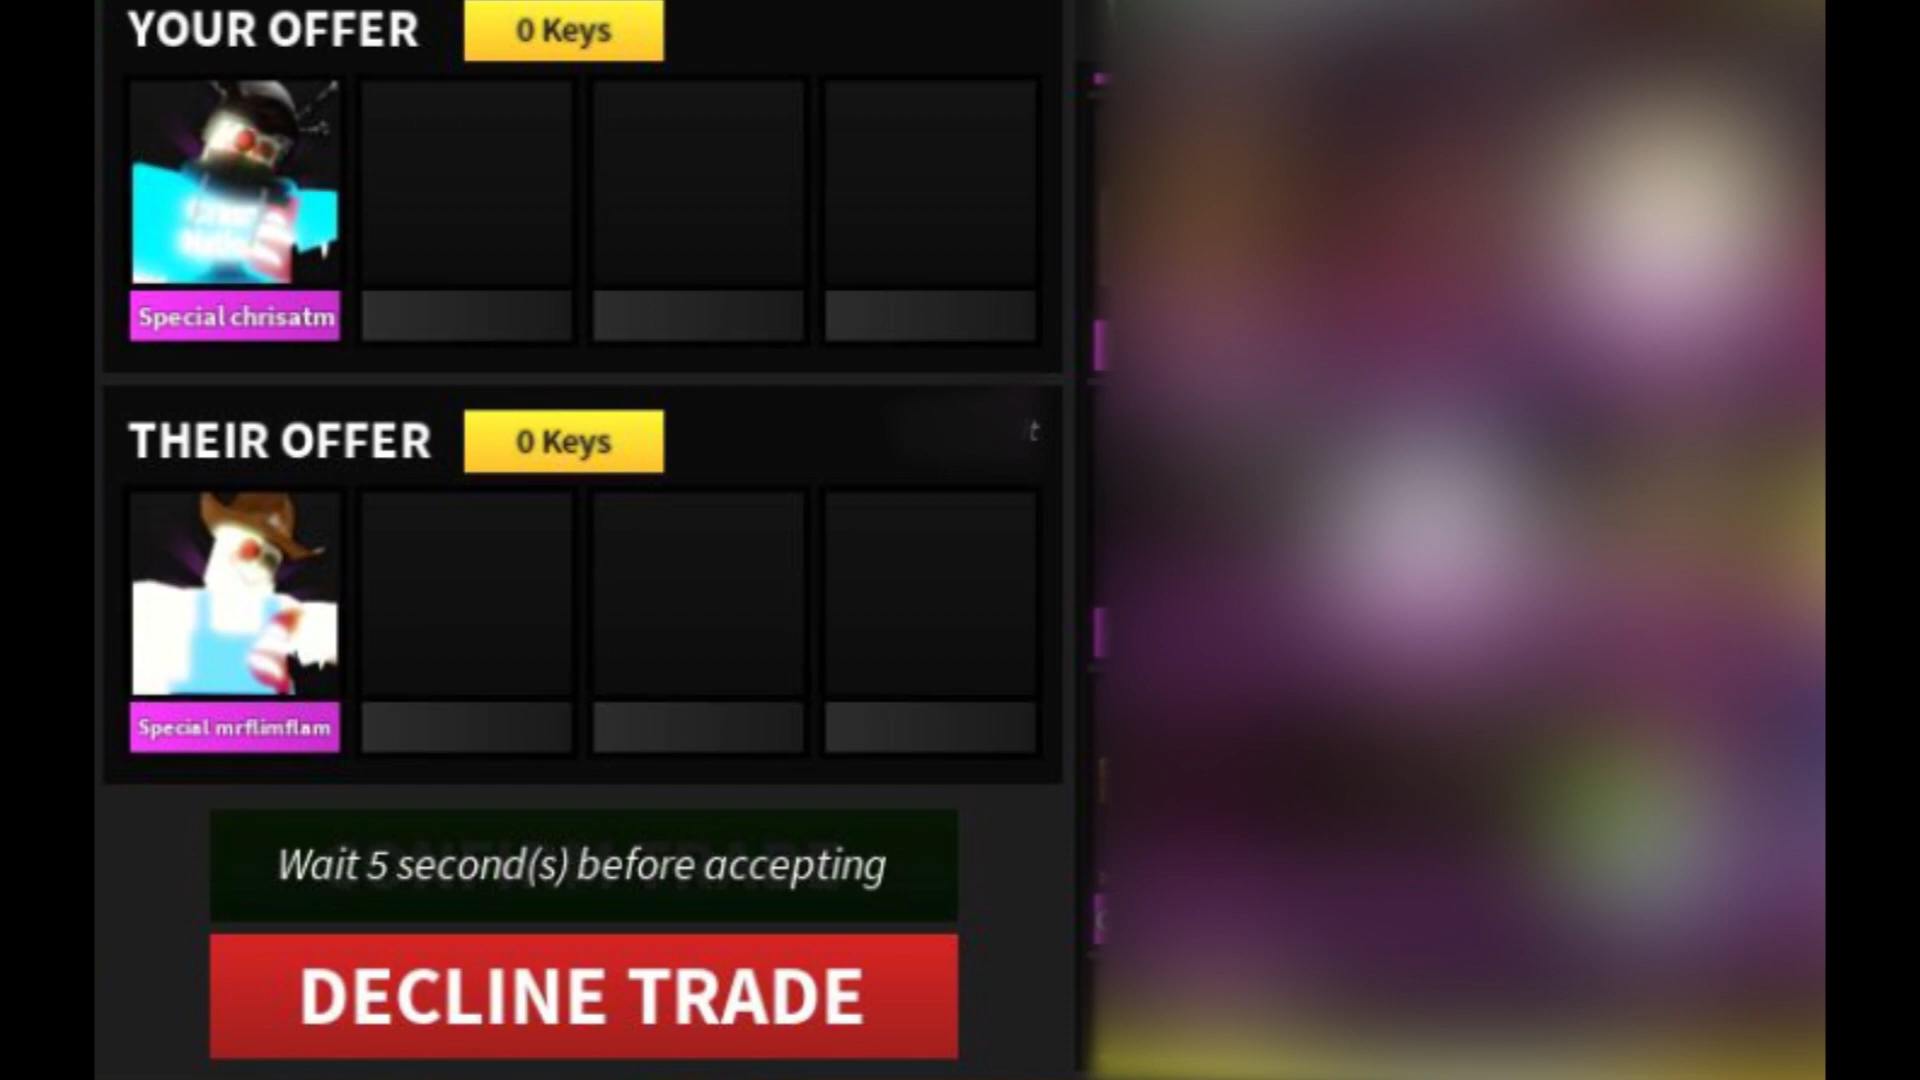 YOUR OFFER
0 Keys
Special chrisatm
THEIR OFFER
0 Keys
Special mrflimflam
Wait 5 second(s) before accepting
DECLINE TRADE